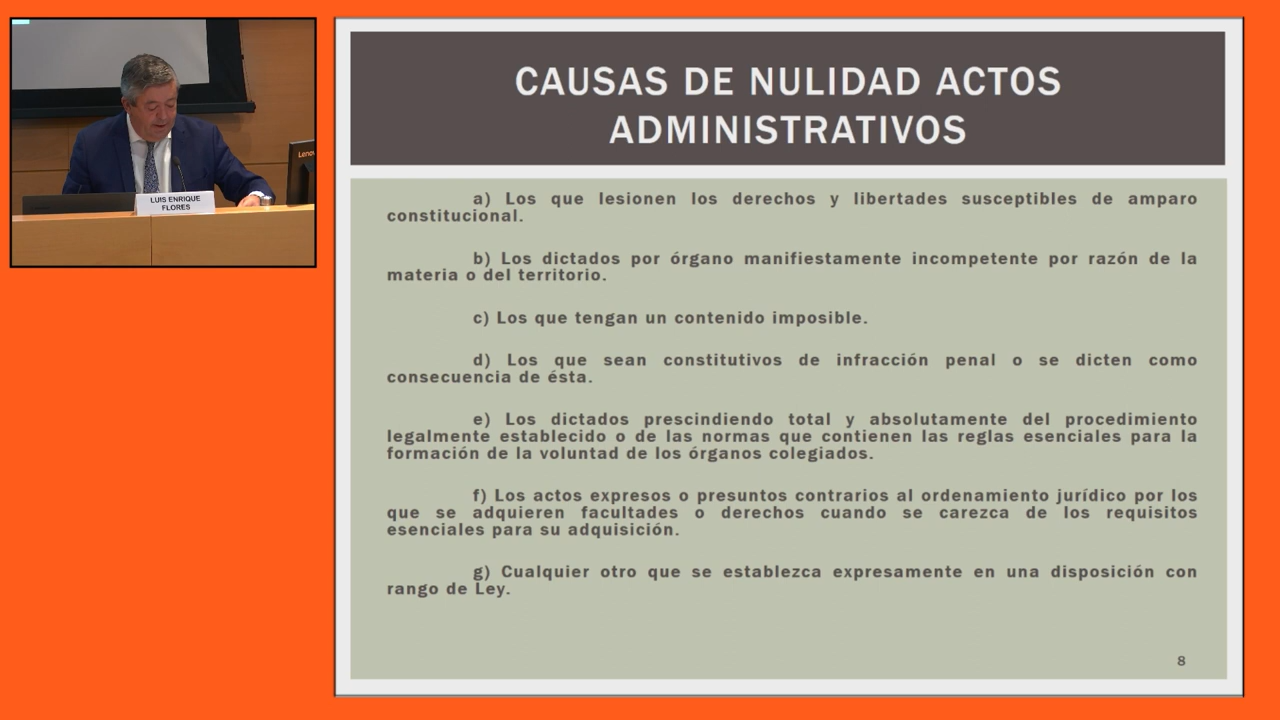 Lenovo
LUIS ENRIQUE
FLORES
CAUSAS DE NULIDAD ACTOS
ADMINISTRATIVOS
a) Los que lesionen los derechos y libertades susceptibles de amparo
constitucional.
b) Los dictados por órgano manifiestamente incompetente por razón de la
materia o del territorio.
c) Los que tengan un contenido imposible.
d) Los que sean constitutivos de infracción penal o se dicten como
consecuencia de ésta.
e) Los dictados prescindiendo total y absolutamente del procedimiento
legalmente establecido o de las normas que contienen las reglas esenciales para la
formación de la voluntad de los órganos colegiados.
f) Los actos expresos o presuntos contrarios al ordenamiento jurídico por los
que se adquieren facultades o derechos cuando se carezca de los requisitos
esenciales para su adquisición.
g) Cualquier otro que se establezca expresamente en una disposición con
rango de Ley.
8